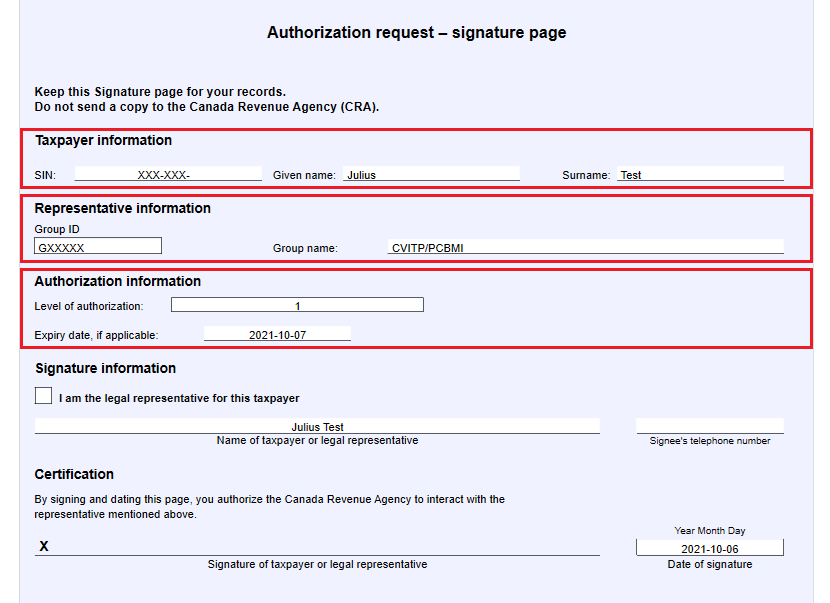 Authorization request – signature page
Keep this Signature page for your records.
Do not send a copy to the Canada Revenue Agency (CRA).
Taxpayer information
SIN: XXX-XXX- Given name: Julius Surname: Test
Representative information
Group ID
GXXXXX Group name: CVITP/PCBMI
Authorization information
Level of authorization: 1
Expiry date, if applicable: 2021-10-07
Signature information
I am the legal representative for this taxpayer
Julius Test
Name of taxpayer or legal representative Signee's telephone number
Certification
By signing and dating this page, you authorize the Canada Revenue Agency to interact with the
representative mentioned above.
Year Month Day
X 2021-10-06
Signature of taxpayer or legal representative Date of signature